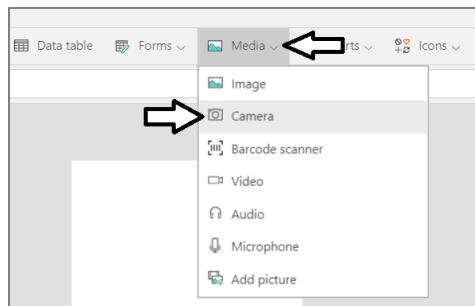 Data table Forms Media rts Icons
Image
Camera
Barcode scanner
Video
Audio
Microphone
Add picture